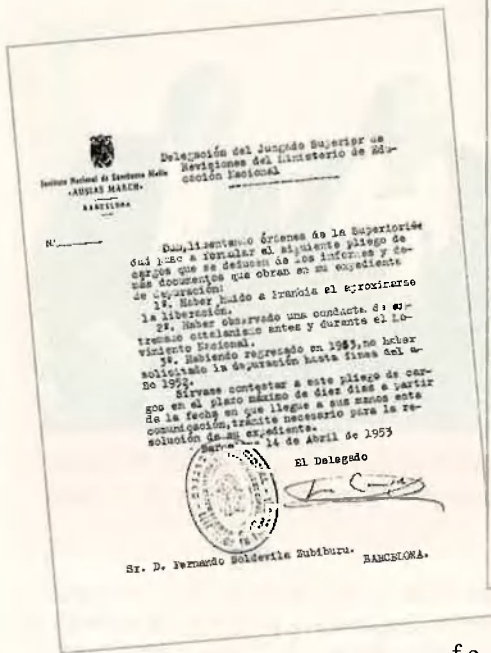 Delegación del Juzgado Superior de
Revisiones del Ministerio de Edu-
cación Nacional
Instituto Nacional de Enseñanza Media
«AUSIAS MARCH»
BARCELONA
N.º
órdenes de la Superiorida
a formular el siguiente pliego de
cargos que se deducen de los informes y de-
más documentos que obran en su expediente
de depuración:
1º. Haber huido a Francia al aproximarse
la liberación.
2º. Haber observado una conducta de ex-
tremado catalanismo antes y durante el Mo-
vimiento Nacional.
3º. Habiendo regresado en, no haber
solicitado la depuración hasta fines del a-
ño 1952.
Sírvase contestar a este pliego de car-
gos en el plazo máximo de diez días a partir
de la fecha en que llegue a sus manos esta
comunicación, trámite necesario para la re-
solución de su expediente.
14 de Abril de 1953
El Delegado
Sr. D. Fernando Soldevila Zubiburu.
BARCELONA.